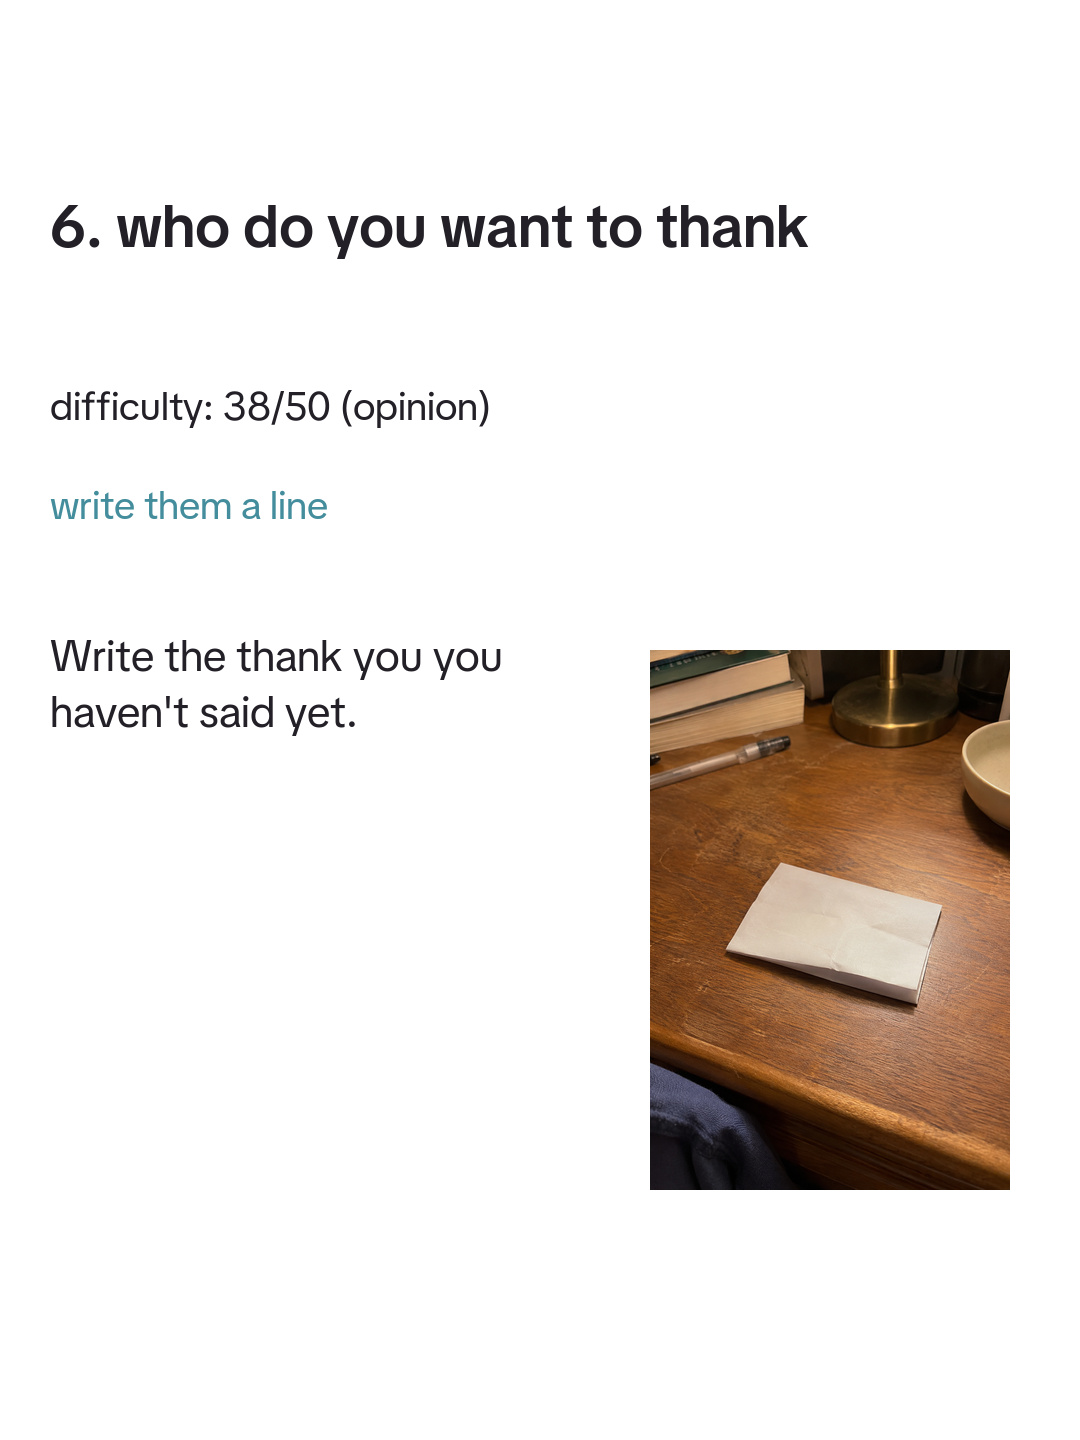 6. who do you want to thank
difficulty: 38/50 (opinion)
write them a line
Write the thank you you
haven't said yet.